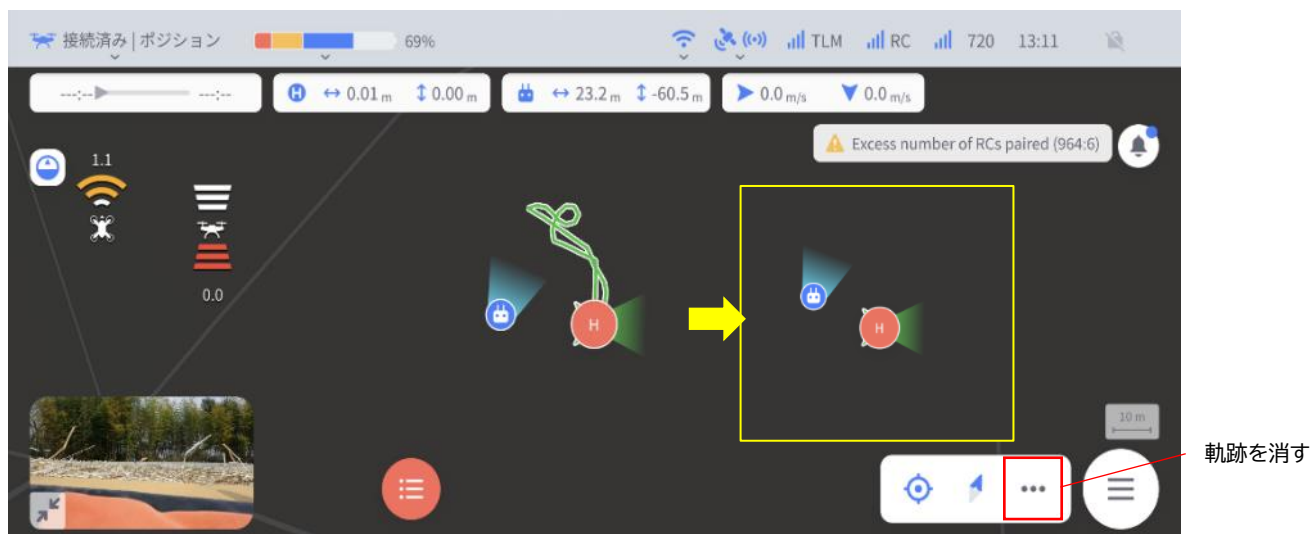 接続済み | ポジション 69% TLM RC 720 13:11
---:-- ---:-- H 0.01 m 0.00 m 23.2 m -60.5 m 0.0 m/s 0.0 m/s
Excess number of RCs paired (964:6)
1.1
0.0
H
H
10 m
軌跡を消す